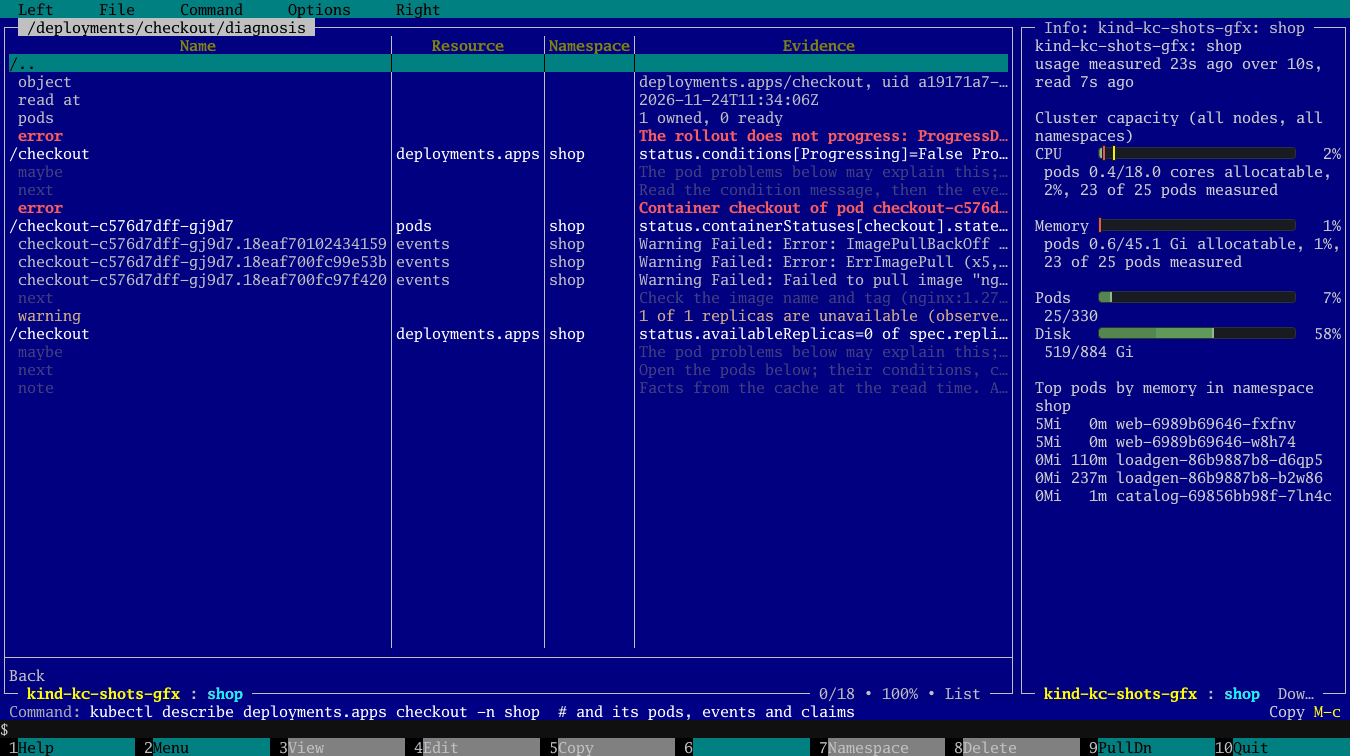 Left File Command Options Right
/deployments/checkout/diagnosis
Name Resource Namespace Evidence
/..
object deployments.apps/checkout, uid a19171a7-…
read at 2026-11-24T11:34:06Z
pods 1 owned, 0 ready
error The rollout does not progress: ProgressD…
/checkout deployments.apps shop status.conditions[Progressing]=False Pro…
maybe The pod problems below may explain this;…
next Read the condition message, then the eve…
error Container checkout of pod checkout-c576d…
/checkout-c576d7dff-gj9d7 pods shop status.containerStatuses[checkout].state…
checkout-c576d7dff-gj9d7.18eaf70102434159 events shop Warning Failed: Error: ImagePullBackOff …
checkout-c576d7dff-gj9d7.18eaf700fc99e53b events shop Warning Failed: Error: ErrImagePull (x5,…
checkout-c576d7dff-gj9d7.18eaf700fc97f420 events shop Warning Failed: Failed to pull image "ng…
next Check the image name and tag (nginx:1.27…
warning 1 of 1 replicas are unavailable (observe…
/checkout deployments.apps shop status.availableReplicas=0 of spec.repli…
maybe The pod problems below may explain this;…
next Open the pods below; their conditions, c…
note Facts from the cache at the read time. A…
Back
kind-kc-shots-gfx : shop 0/18 • 100% • List
Info: kind-kc-shots-gfx: shop
kind-kc-shots-gfx: shop
usage measured 23s ago over 10s,
read 7s ago
Cluster capacity (all nodes, all
namespaces)
CPU 2%
pods 0.4/18.0 cores allocatable,
2%, 23 of 25 pods measured
Memory 1%
pods 0.6/45.1 Gi allocatable, 1%,
23 of 25 pods measured
Pods 7%
25/330
Disk 58%
519/884 Gi
Top pods by memory in namespace
shop
5Mi 0m web-6989b69646-fxfnv
5Mi 0m web-6989b69646-w8h74
0Mi 110m loadgen-86b9887b8-d6qp5
0Mi 237m loadgen-86b9887b8-b2w86
0Mi 1m catalog-69856bb98f-7ln4c
kind-kc-shots-gfx : shop Dow…
Command: kubectl describe deployments.apps checkout -n shop # and its pods, events and claims Copy M-c
$
1Help 2Menu 3View 4Edit 5Copy 6 7Namespace 8Delete 9PullDn 10Quit